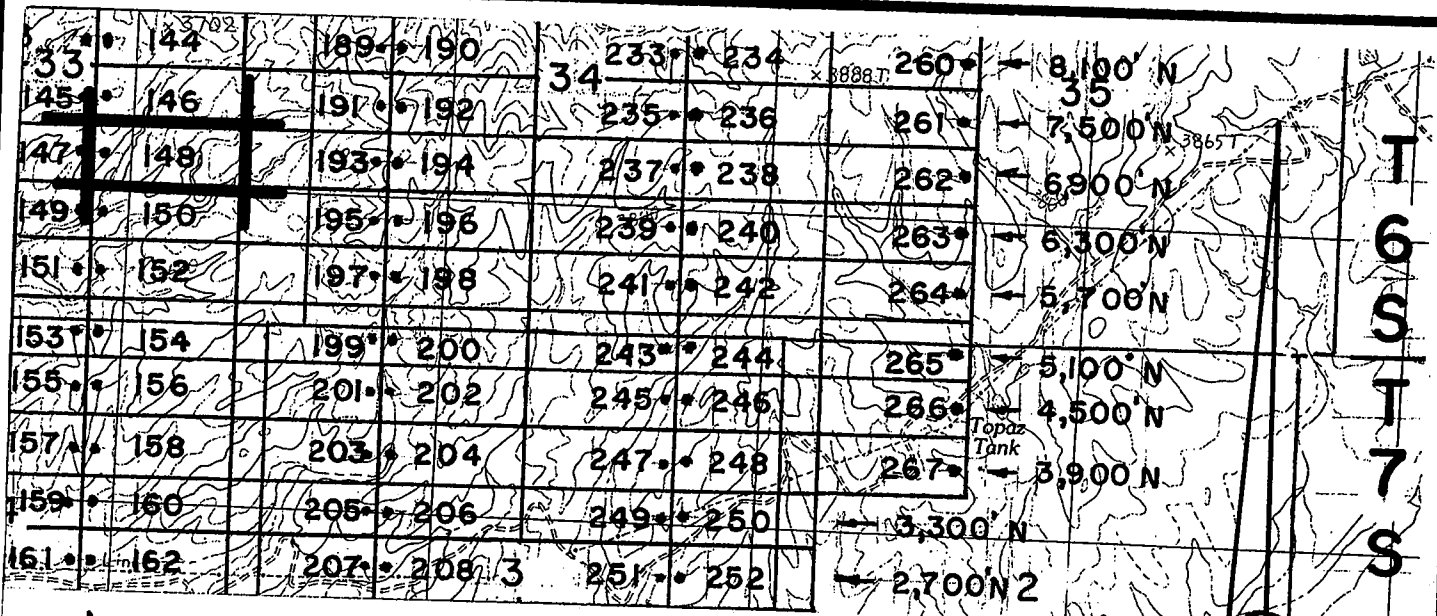 × 3702
33 144 189 190 34 233 234 × 3888T 260 8,100' N
35
145 146 191 192 235 236 261 7,500' N
× 3865T
147 148 193 194 237 238 262 6,900' N
149 150 195 196 239 240 263 6,300' N
151 152 197 198 241 242 264 5,700' N
153 154 199 200 243 244 265 5,100' N
155 156 201 202 245 246 266 4,500' N
Topaz
Tank
157 158 203 204 247 248 267 3,900 N
159 160 205 206 249 250 3,300' N
161 162 207 208 3 251 252 2,700'N 2
T
6
S
T
7
S